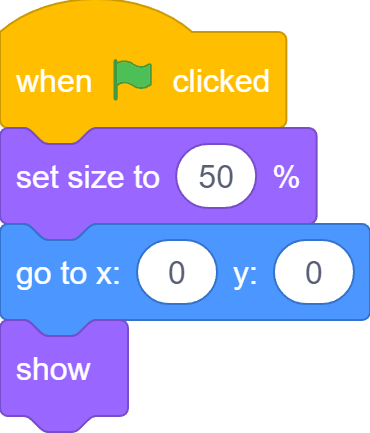 when clicked
set size to 50 %
go to x: 0 y: 0
show